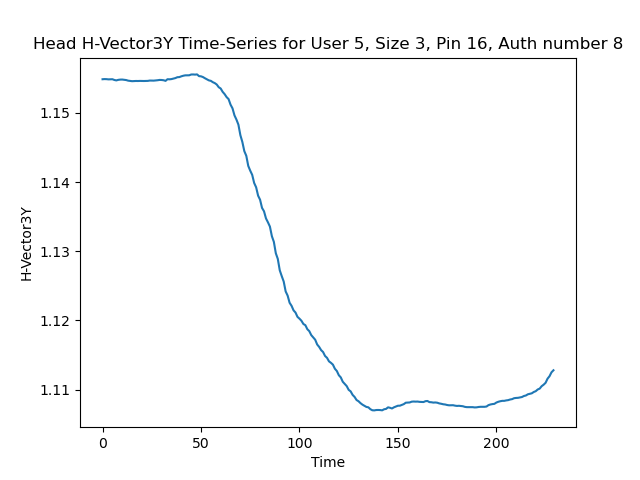 Head H-Vector3Y Time-Series for User 5, Size 3, Pin 16, Auth number 8
1.15
1.14
1.13
1.12
1.11
H-Vector3Y
0 50 100 150 200
Time